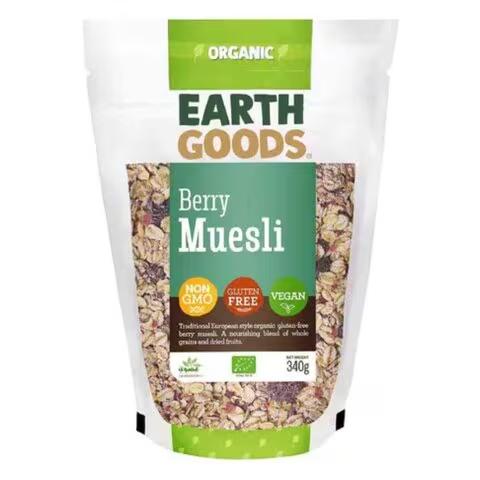 ORGANIC
EARTH
GOODS®
Berry
Muesli
NON
GMO
GLUTEN
FREE
VEGAN
Traditional European style organic gluten-free
berry muesli. A nourishing blend of whole
grains and dried fruits.
NET WEIGHT
340g